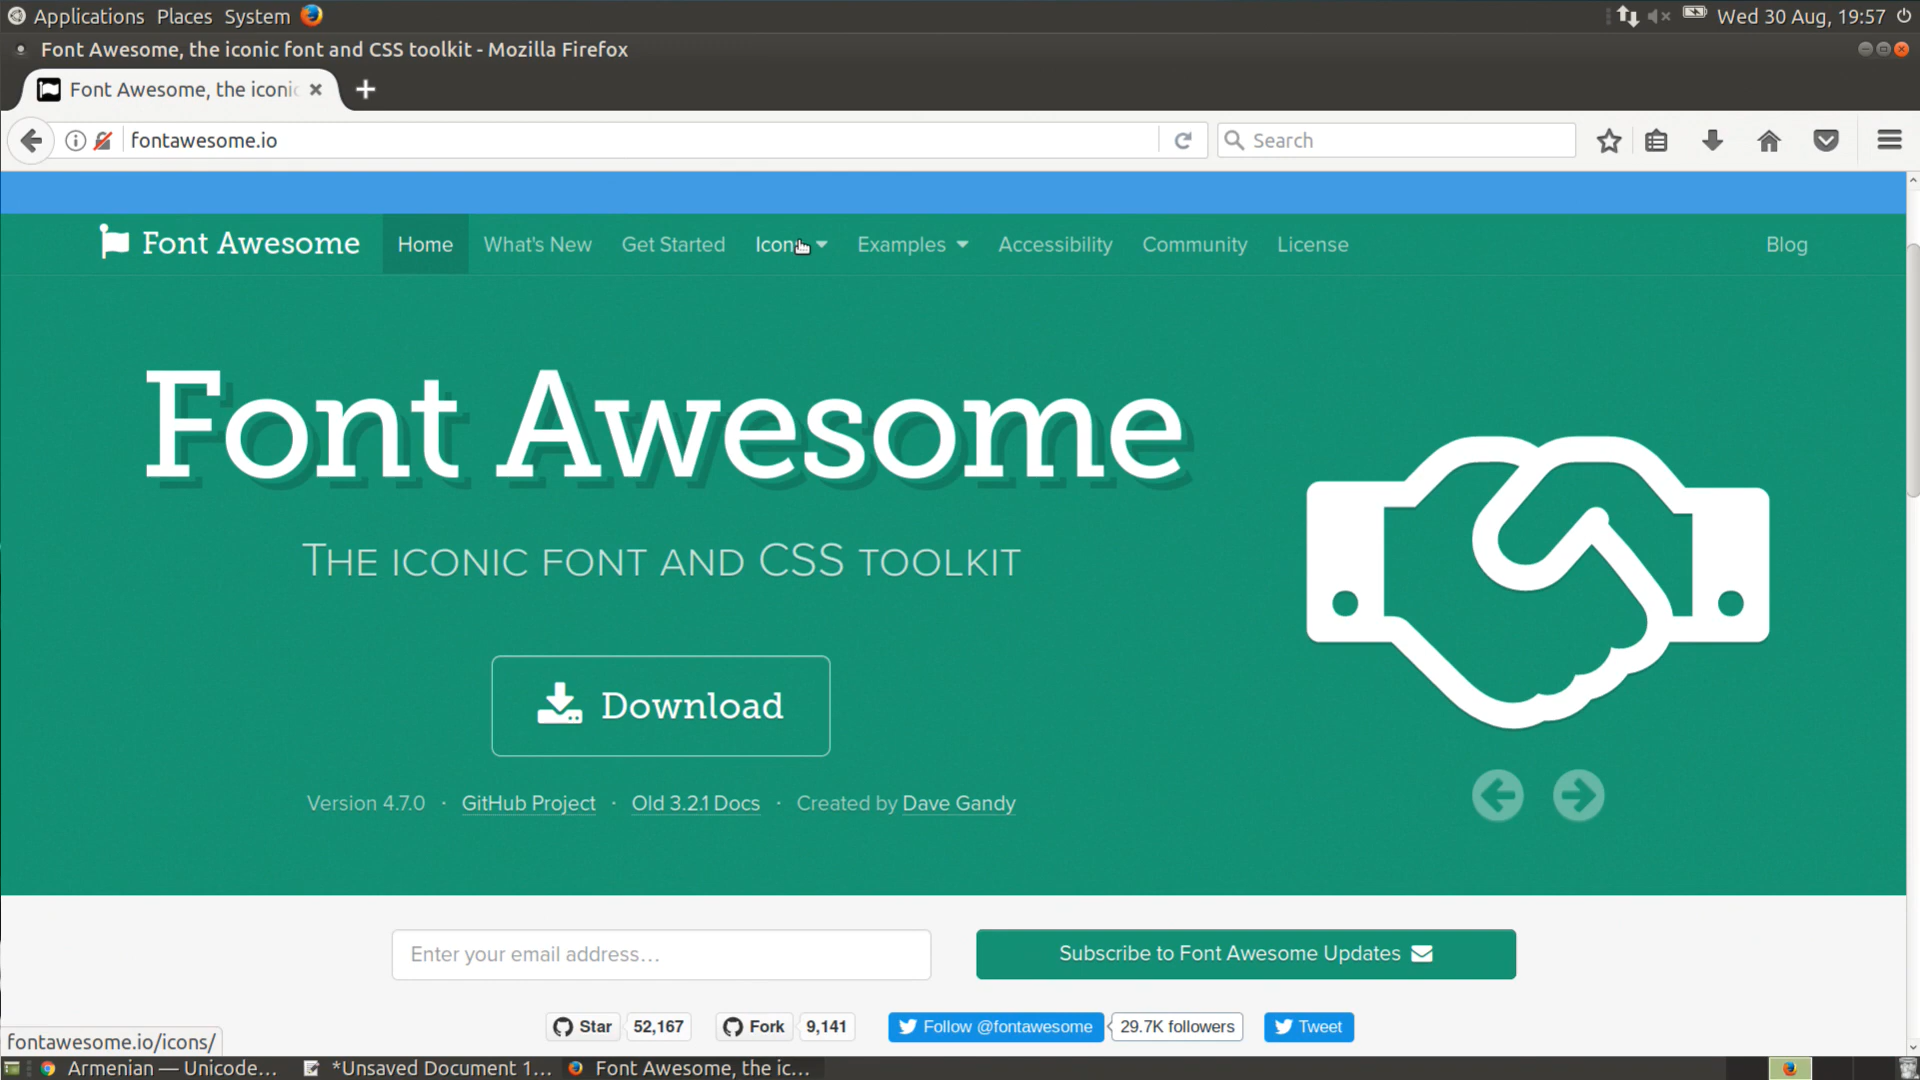 Applications Places System Wed 30 Aug, 19:57
Font Awesome, the iconic font and CSS toolkit - Mozilla Firefox
Font Awesome, the iconic
fontawesome.io Search
Font Awesome Home What's New Get Started Icons Examples Accessibility Community License Blog
Font Awesome
The iconic font and CSS toolkit
Download
Version 4.7.0 · GitHub Project · Old 3.2.1 Docs · Created by Dave Gandy
Enter your email address... Subscribe to Font Awesome Updates
Star 52,167 Fork 9,141 Follow @fontawesome 29.7K followers Tweet
fontawesome.io/icons/
Armenian — Unicode... *Unsaved Document 1... Font Awesome, the ic...